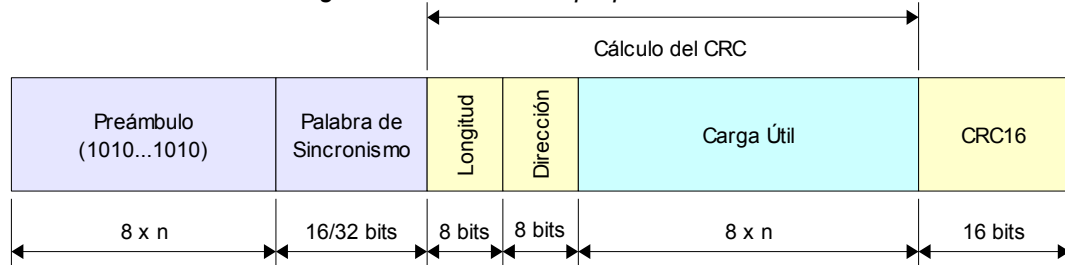 Cálculo del CRC
Preámbulo
(1010...1010)
Palabra de
Sincronismo
Longitud
Dirección
Carga Útil
CRC16
8 x n
16/32 bits
8 bits
8 bits
8 x n
16 bits